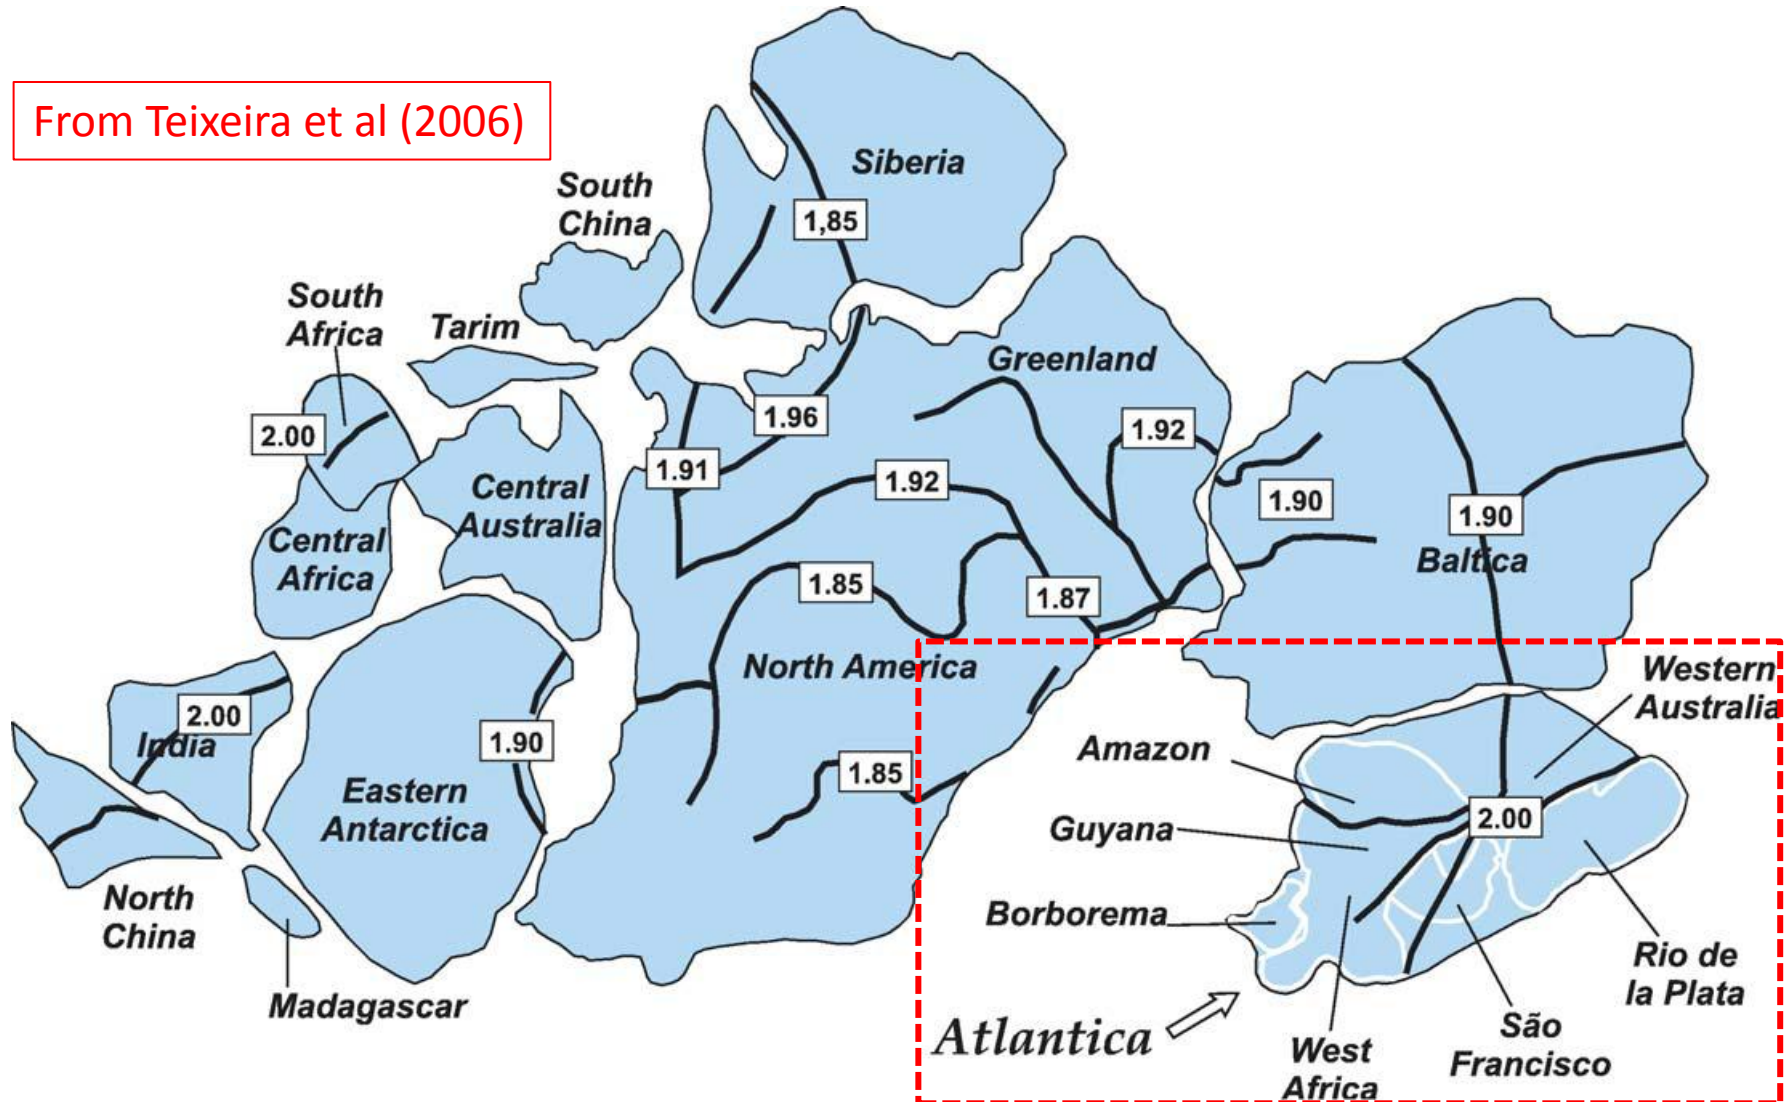 From Teixeira et al (2006)
Siberia
South
China
1,85
South
Africa
Tarim
Greenland
2.00
1.96
1.92
1.91
1.92
Central
Australia
1.90
1.90
Central
Africa
Baltica
1.85
1.87
North America
Western
Australia
2.00
India
1.90
Amazon
1.85
Eastern
Antarctica
2.00
Guyana
North
China
Borborema
Rio de
la Plata
Madagascar
Atlantica
São
Francisco
West
Africa